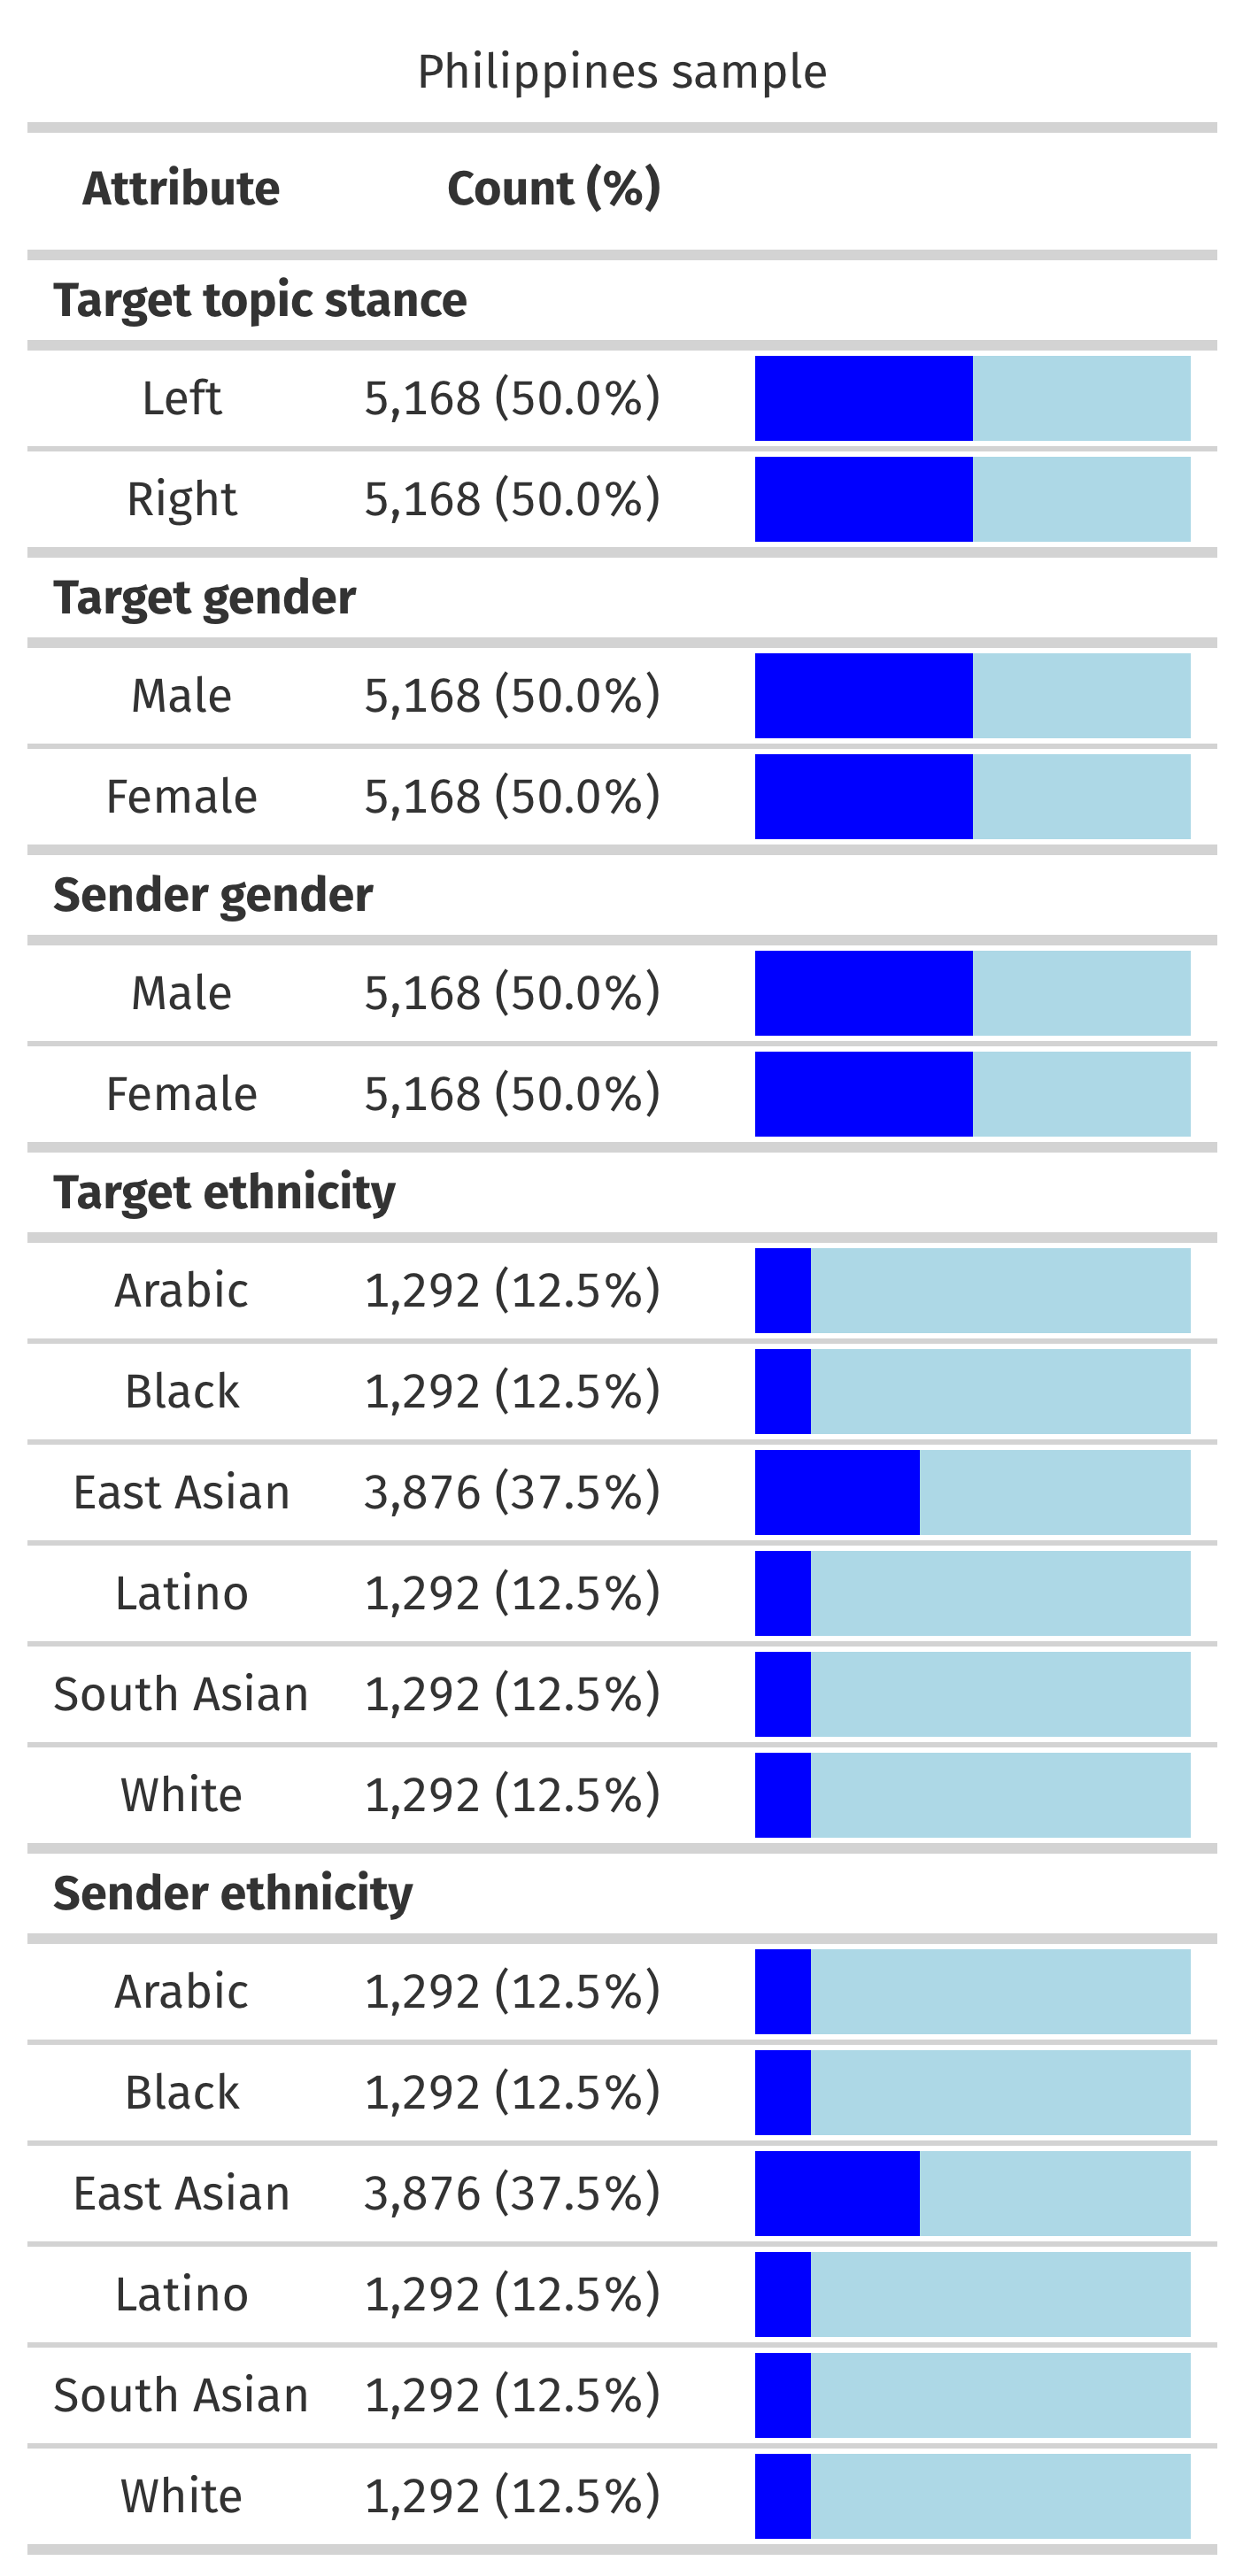 Philippines sample
Attribute Count (%)
Target topic stance
Left 5,168 (50.0%)
Right 5,168 (50.0%)
Target gender
Male 5,168 (50.0%)
Female 5,168 (50.0%)
Sender gender
Male 5,168 (50.0%)
Female 5,168 (50.0%)
Target ethnicity
Arabic 1,292 (12.5%)
Black 1,292 (12.5%)
East Asian 3,876 (37.5%)
Latino 1,292 (12.5%)
South Asian 1,292 (12.5%)
White 1,292 (12.5%)
Sender ethnicity
Arabic 1,292 (12.5%)
Black 1,292 (12.5%)
East Asian 3,876 (37.5%)
Latino 1,292 (12.5%)
South Asian 1,292 (12.5%)
White 1,292 (12.5%)